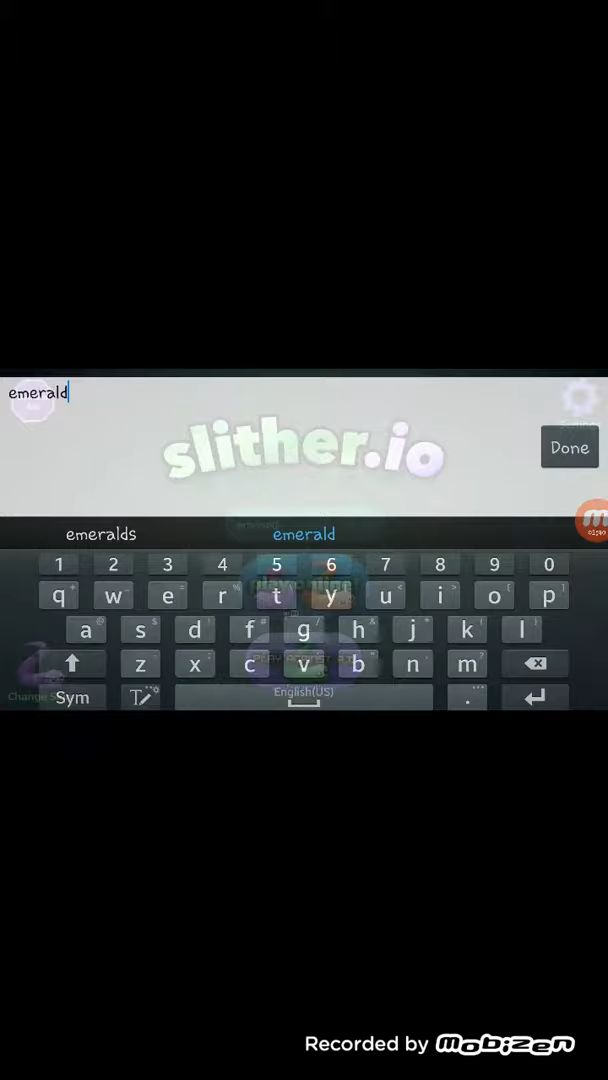 emerald
slither.io
Done
emeralds emerald
1 2 3 4 5 6 7 8 9 0
q w e r t y u i o p
a s d f g h j k l
z x c v b n m
Change S
Sym English(US) .
Recorded by mobizen